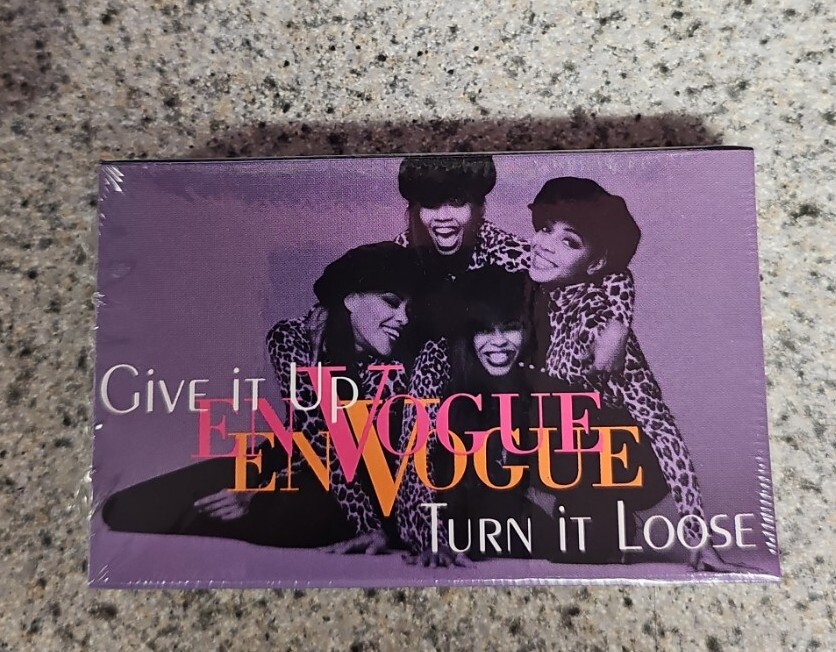 Give it Up
EN VOGUE
EN VOGUE
Turn it Loose